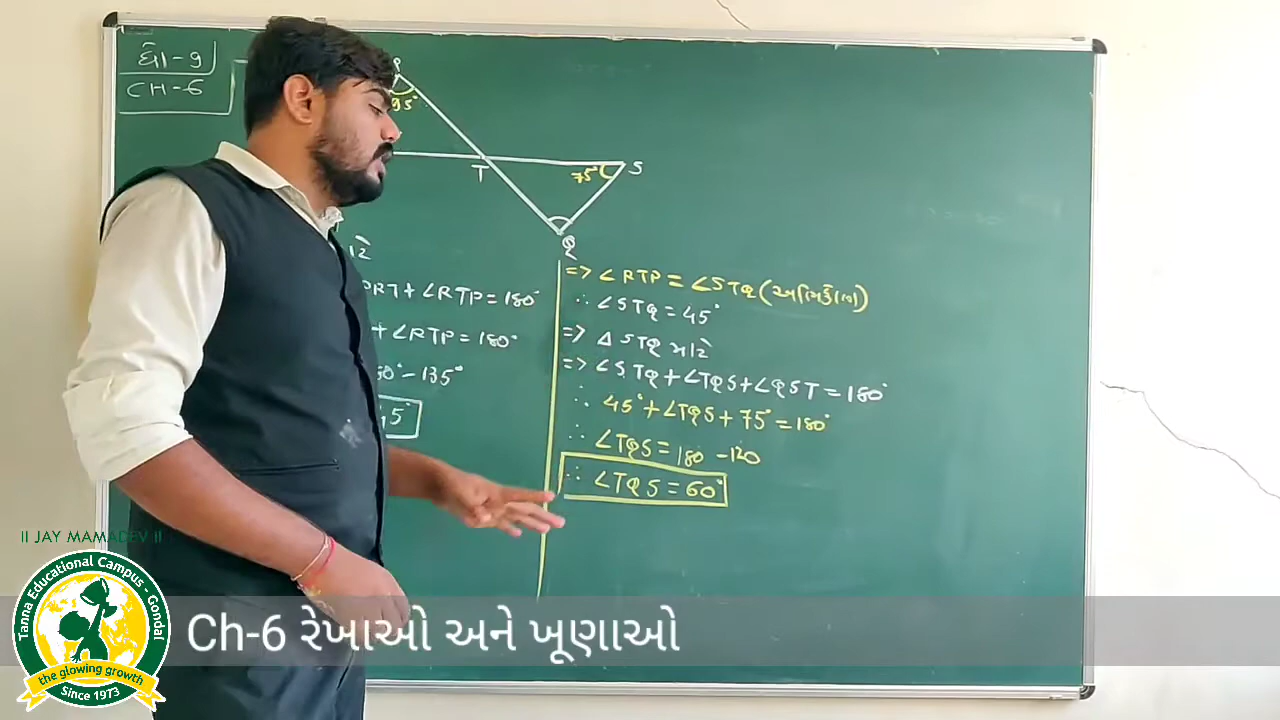 ધો-૯
CH-6
95°
T
75°
S
Q
PRT + ∠RTP = 180°
+ ∠RTP = 180°
- 135°
45°
=> ∠RTP = ∠STQ (અભિકોણ)
∴ ∠STQ = 45°
=> Δ STQ માટે
=> ∠STQ + ∠TQS + ∠QST = 180°
∴ 45° + ∠TQS + 75° = 180°
∴ ∠TQS = 180 - 120
∴ ∠TQS = 60°
II JAY MAMADEV II
Tanna Educational Campus - Gondal
the glowing growth
Since 1973
Ch-6 રેખાઓ અને ખૂણાઓ